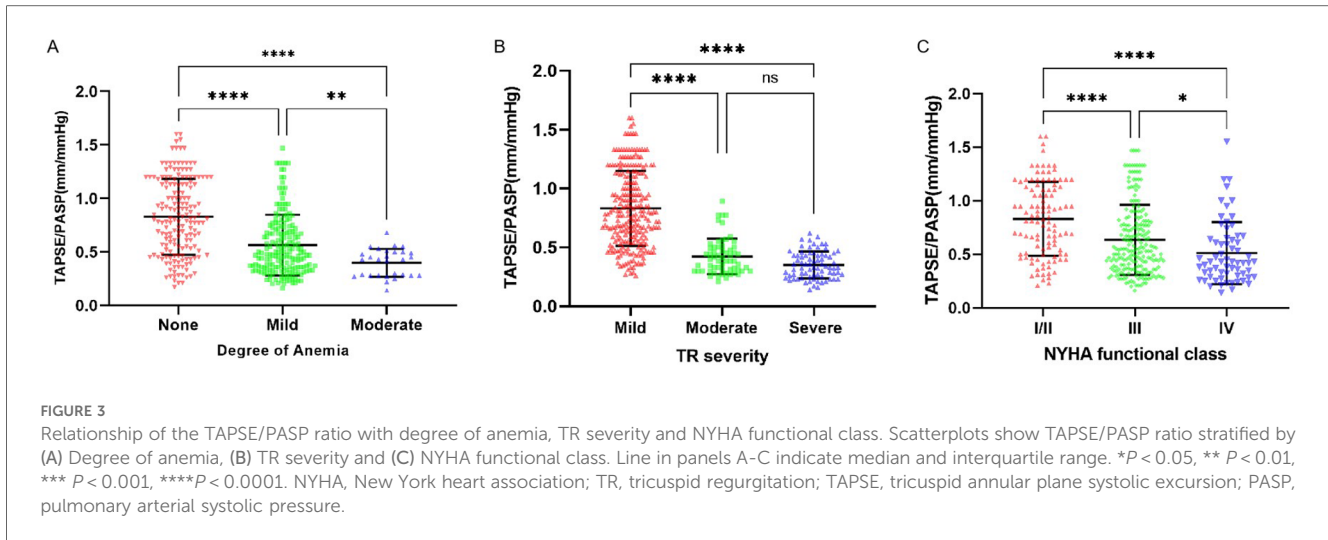 A
****
****
**
TAPSE/PASP(mm/mmHg)
2.0
1.5
1.0
0.5
0.0
None Mild Moderate
Degree of Anemia
B
****
****
ns
TAPSE/PASP(mm/mmHg)
2.0
1.5
1.0
0.5
0.0
Mild Moderate Severe
TR severity
C
****
****
*
TAPSE/PASP(mm/mmHg)
2.0
1.5
1.0
0.5
0.0
I/II III IV
NYHA functional class
FIGURE 3
Relationship of the TAPSE/PASP ratio with degree of anemia, TR severity and NYHA functional class. Scatterplots show TAPSE/PASP ratio stratified by
(A) Degree of anemia, (B) TR severity and (C) NYHA functional class. Line in panels A-C indicate median and interquartile range. *P < 0.05, ** P < 0.01,
*** P < 0.001, ****P < 0.0001. NYHA, New York heart association; TR, tricuspid regurgitation; TAPSE, tricuspid annular plane systolic excursion; PASP,
pulmonary arterial systolic pressure.